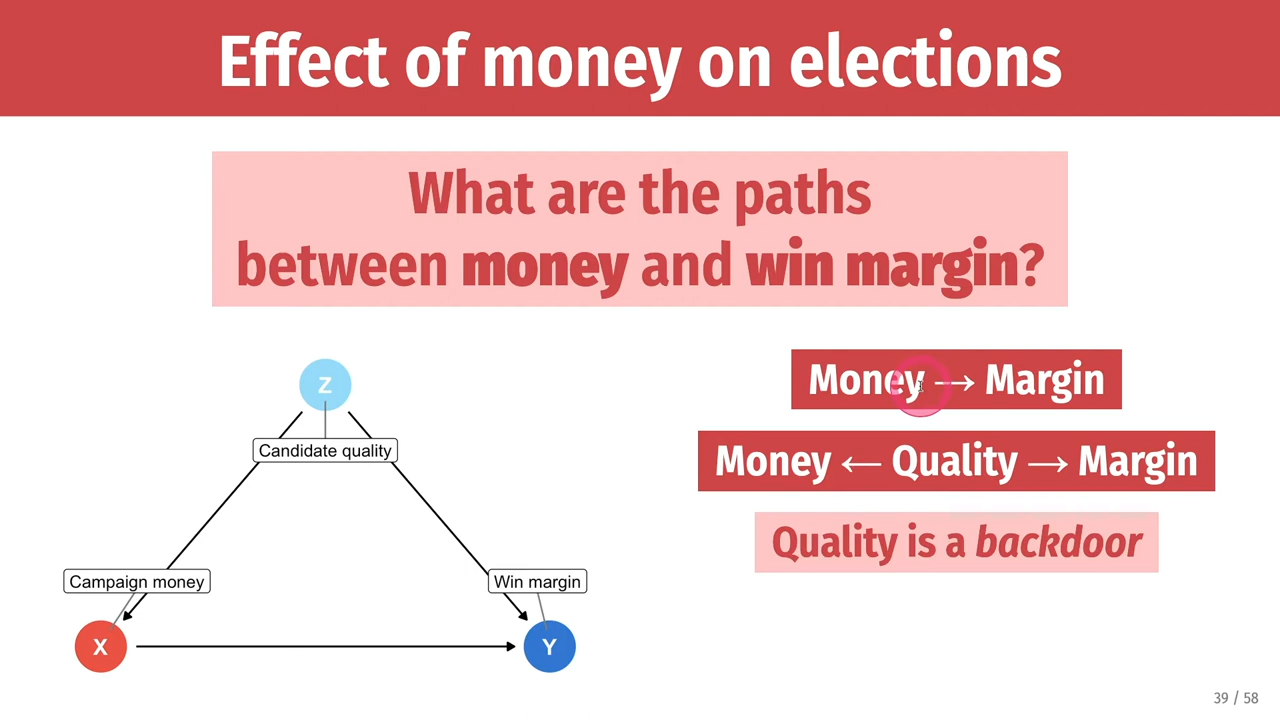 Effect of money on elections
What are the paths
between money and win margin?
Z
Candidate quality
Campaign money
Win margin
X
Y
Money → Margin
Money ← Quality → Margin
Quality is a backdoor
39 / 58